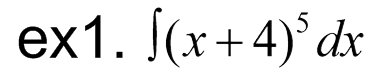 ex1. ∫(x+4)⁵ dx